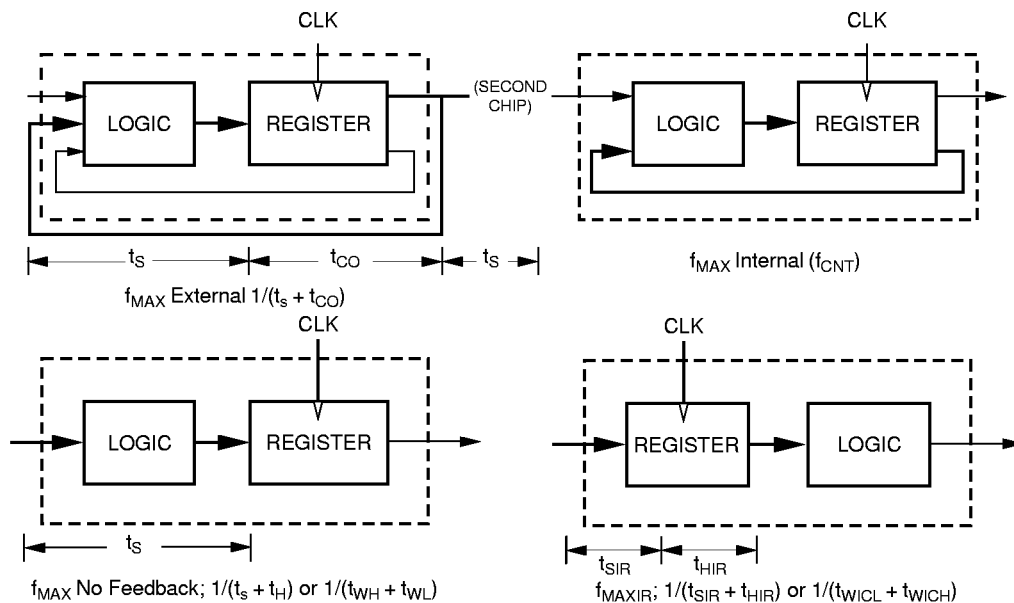 CLK
LOGIC
REGISTER
(SECOND
CHIP)
tS
tCO
tS
fMAX External 1/(ts + tCO)
CLK
LOGIC
REGISTER
fMAX Internal (fCNT)
CLK
LOGIC
REGISTER
tS
fMAX No Feedback; 1/(ts + tH) or 1/(tWH + tWL)
CLK
REGISTER
LOGIC
tSIR
tHIR
fMAXIR; 1/(tSIR + tHIR) or 1/(tWICL + tWICH)